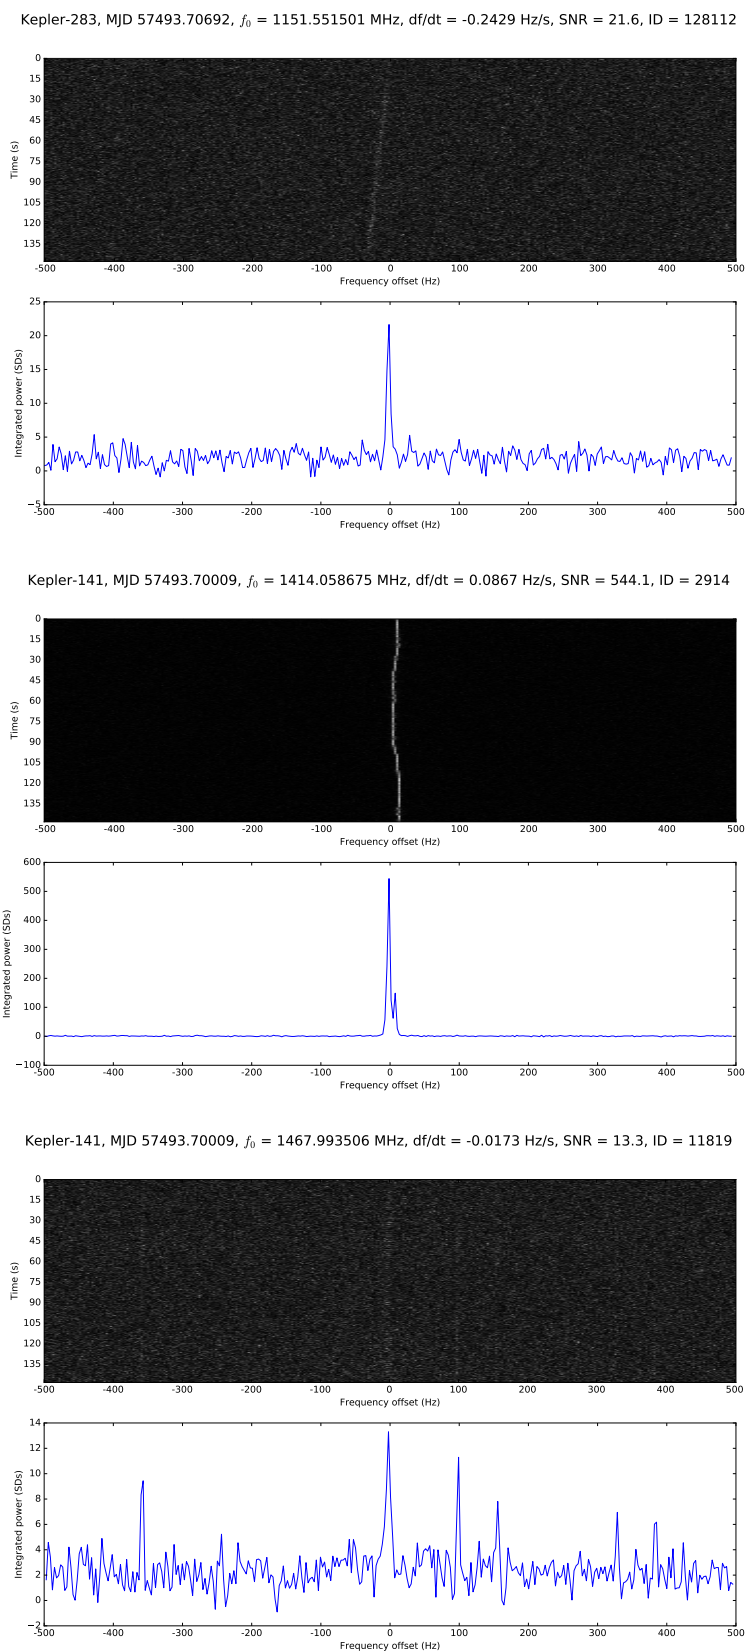 Kepler-283, MJD 57493.70692, f0 = 1151.551501 MHz, df/dt = -0.2429 Hz/s, SNR = 21.6, ID = 128112
0
15
30
45
60
75
90
105
120
135
Time (s)
-500 -400 -300 -200 -100 0 100 200 300 400 500
Frequency offset (Hz)
25
20
15
10
5
0
−5
Integrated power (SDs)
-500 -400 -300 -200 -100 0 100 200 300 400 500
Frequency offset (Hz)
Kepler-141, MJD 57493.70009, f0 = 1414.058675 MHz, df/dt = 0.0867 Hz/s, SNR = 544.1, ID = 2914
0
15
30
45
60
75
90
105
120
135
Time (s)
-500 -400 -300 -200 -100 0 100 200 300 400 500
Frequency offset (Hz)
600
500
400
300
200
100
0
−100
Integrated power (SDs)
-500 -400 -300 -200 -100 0 100 200 300 400 500
Frequency offset (Hz)
Kepler-141, MJD 57493.70009, f0 = 1467.993506 MHz, df/dt = -0.0173 Hz/s, SNR = 13.3, ID = 11819
0
15
30
45
60
75
90
105
120
135
Time (s)
-500 -400 -300 -200 -100 0 100 200 300 400 500
Frequency offset (Hz)
14
12
10
8
6
4
2
0
−2
Integrated power (SDs)
-500 -400 -300 -200 -100 0 100 200 300 400 500
Frequency offset (Hz)